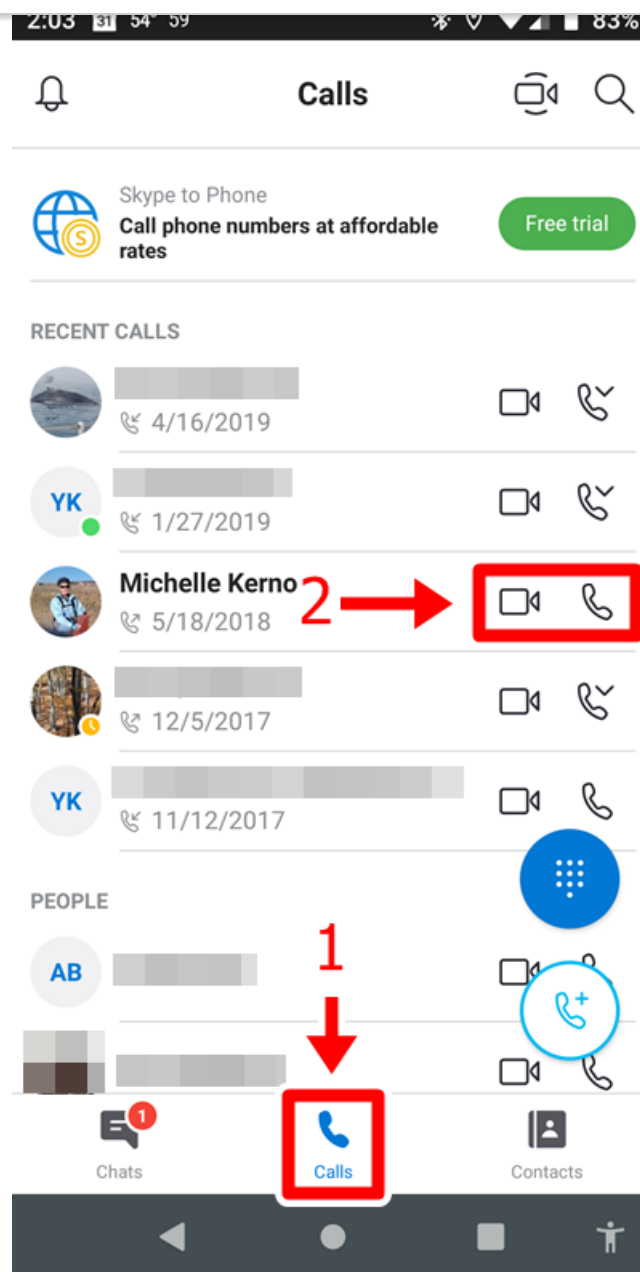 2:03 31 54° 59 83%
Calls
Skype to Phone
Call phone numbers at affordable
rates
Free trial
RECENT CALLS
4/16/2019
YK
1/27/2019
Michelle Kerno
2
5/18/2018
12/5/2017
YK
11/12/2017
PEOPLE
1
AB
1
Chats
Calls
Contacts